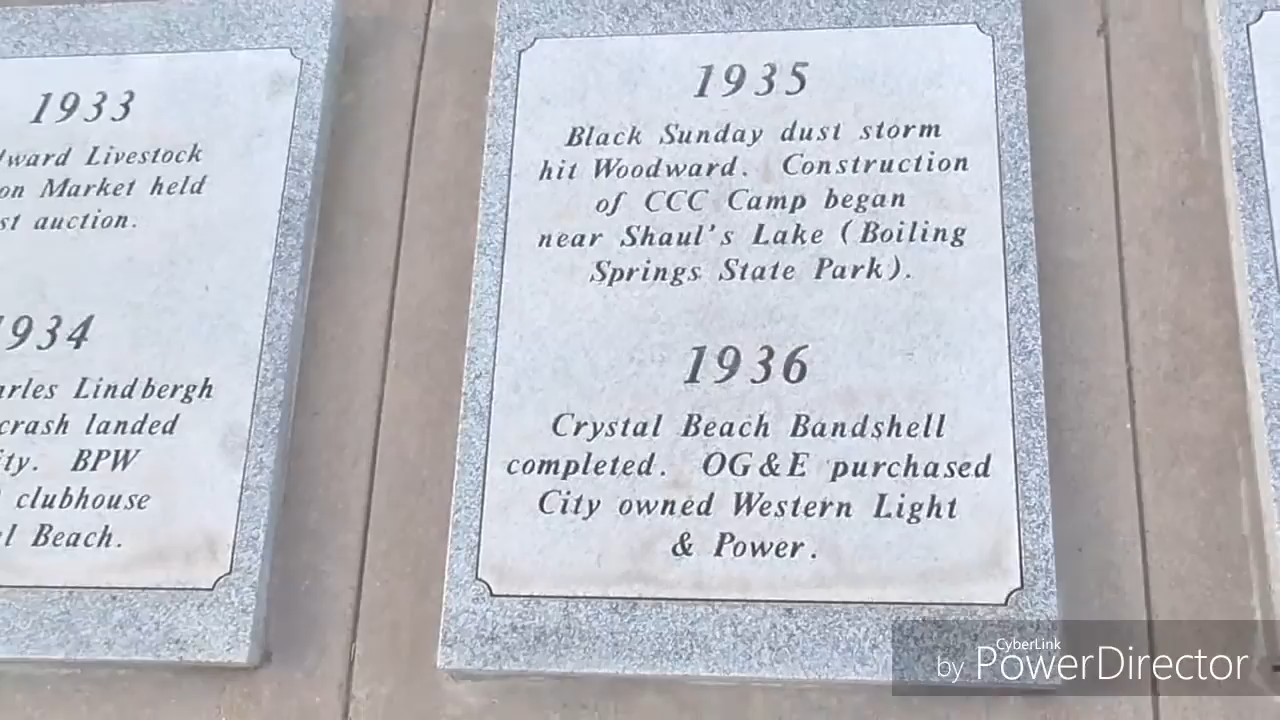 1933
Livestock
Market held
auction.
1934
Lindbergh
crash landed
BPW
clubhouse
Beach.
1935
Black Sunday dust storm
hit Woodward. Construction
of CCC Camp began
near Shaul's Lake (Boiling
Springs State Park).
1936
Crystal Beach Bandshell
completed. OG&E purchased
City owned Western Light
& Power.
CyberLink
by PowerDirector